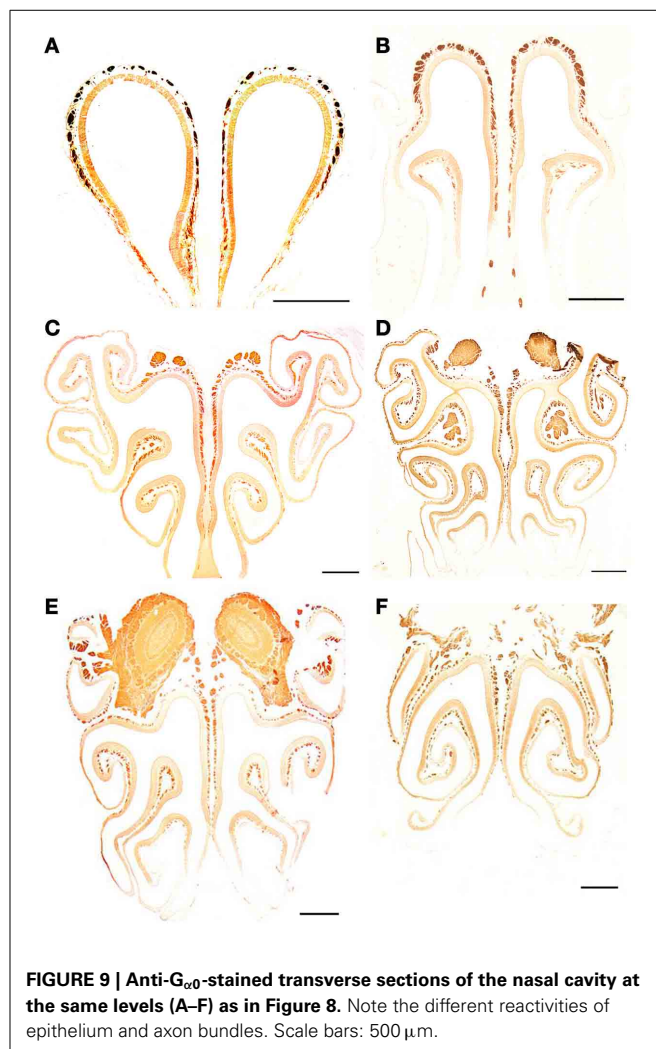 A
B
C
D
E
F
FIGURE 9 | Anti-Gα0-stained transverse sections of the nasal cavity at
the same levels (A–F) as in Figure 8. Note the different reactivities of
epithelium and axon bundles. Scale bars: 500 μm.